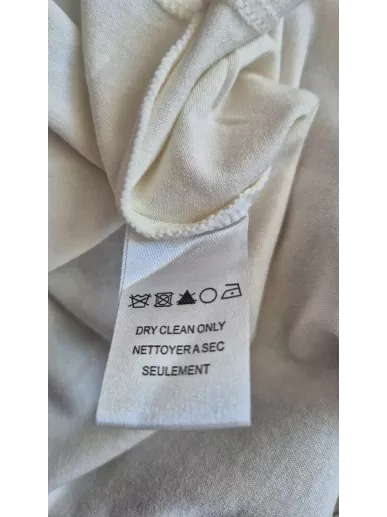 DRY CLEAN ONLY
NETTOYER A SEC
SEULEMENT